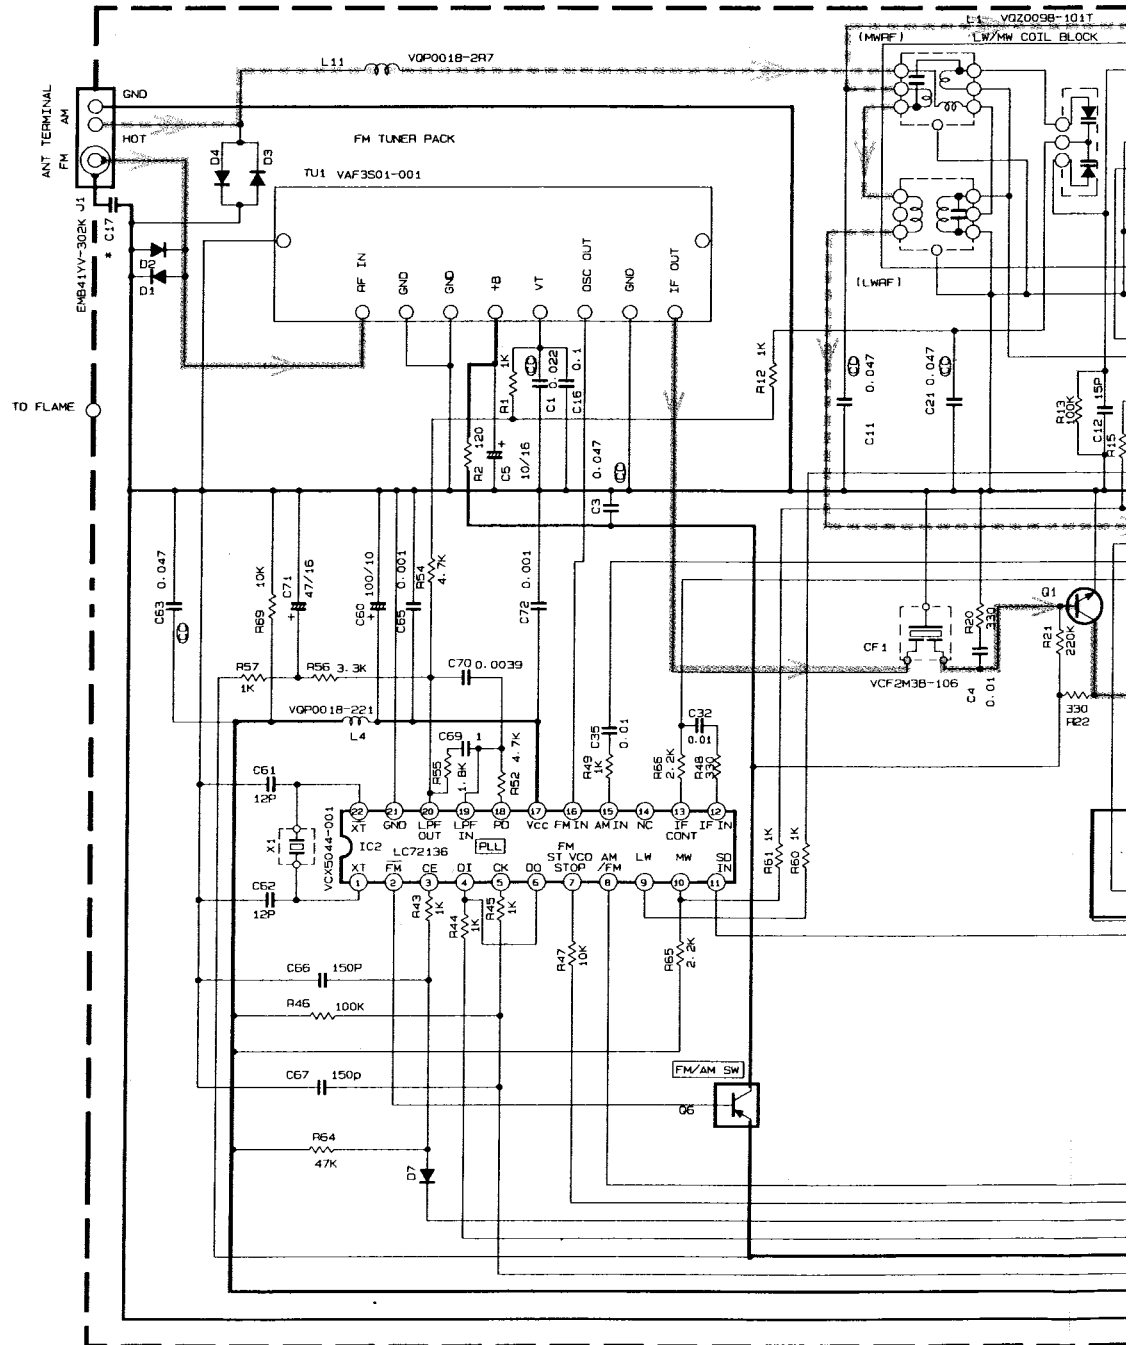 L1 VQZ009B-101T
(MWRF) LW/MW COIL BLOCK
L11 VQP0018-2R7
ANT TERMINAL
AM
FM
GND
HOT
D4
D3
FM TUNER PACK
TU1 VAF3S01-001
J1
EMB41YV-302K
* C17
D2
D1
RF IN
GND
GND
+B
VT
OSC OUT
GND
IF OUT
(LWRF)
TO FLAME
R1 1K
C1 0.022
C16 0.1
R12 1K
C11 0.047
C21 0.047
R13 100K
C12 15P
R15
R2 120
C5 10/16
+
C3 0.047
C63 0.047
R69 10K
C71 47/16
+
C60 100/10
+
C65 0.001
R54 4.7K
C72 0.001
CF1
VCF2M3B-106
R20 330
C4 0.01
Q1
R21 220K
330
R22
R57
1K
R56 3.3K
C70 0.0039
VQP0018-221
L4
C69 1
R55 1.8K
R52 4.7K
C35 0.01
R49 1K
R66 2.2K
C32
0.01
R48 330
C61
12P
X1
VCX5044-001
C62
12P
22 21 20 19 18 17 16 15 14 13 12
XT GND LPF OUT LPF IN PD Vcc FMIN AMIN NC IF CONT IF IN
IC2 LC72136 PLL
XT FM CE DI CK DO FM ST VCO STOP AM /FM LW MW SD IN
1 2 3 4 5 6 7 8 9 10 11
R61 1K
R60 1K
R43 1K
R44 1K
R45 1K
R47 10K
R65 2.2K
C66 150P
R46 100K
C67 150p
FM/AM SW
Q6
R64
47K
D7